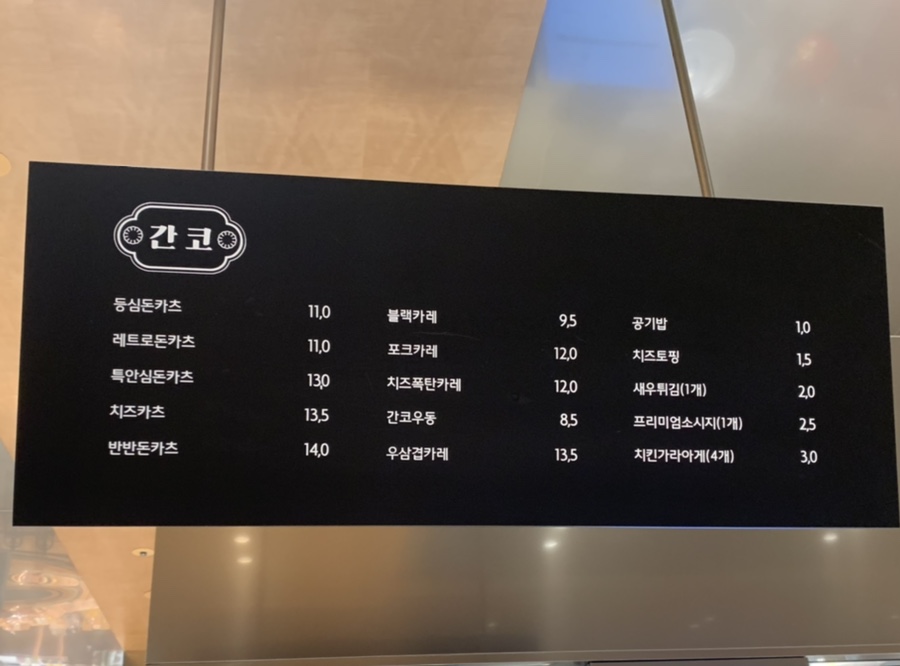 간코
등심돈카츠 11,0
레트로돈카츠 11,0
특안심돈카츠 13,0
치즈카츠 13,5
반반돈카츠 14,0
블랙카레 9,5
포크카레 12,0
치즈폭탄카레 12,0
간코우동 8,5
우삼겹카레 13,5
공기밥 1,0
치즈토핑 1,5
새우튀김(1개) 2,0
프리미엄소시지(1개) 2,5
치킨가라아게(4개) 3,0